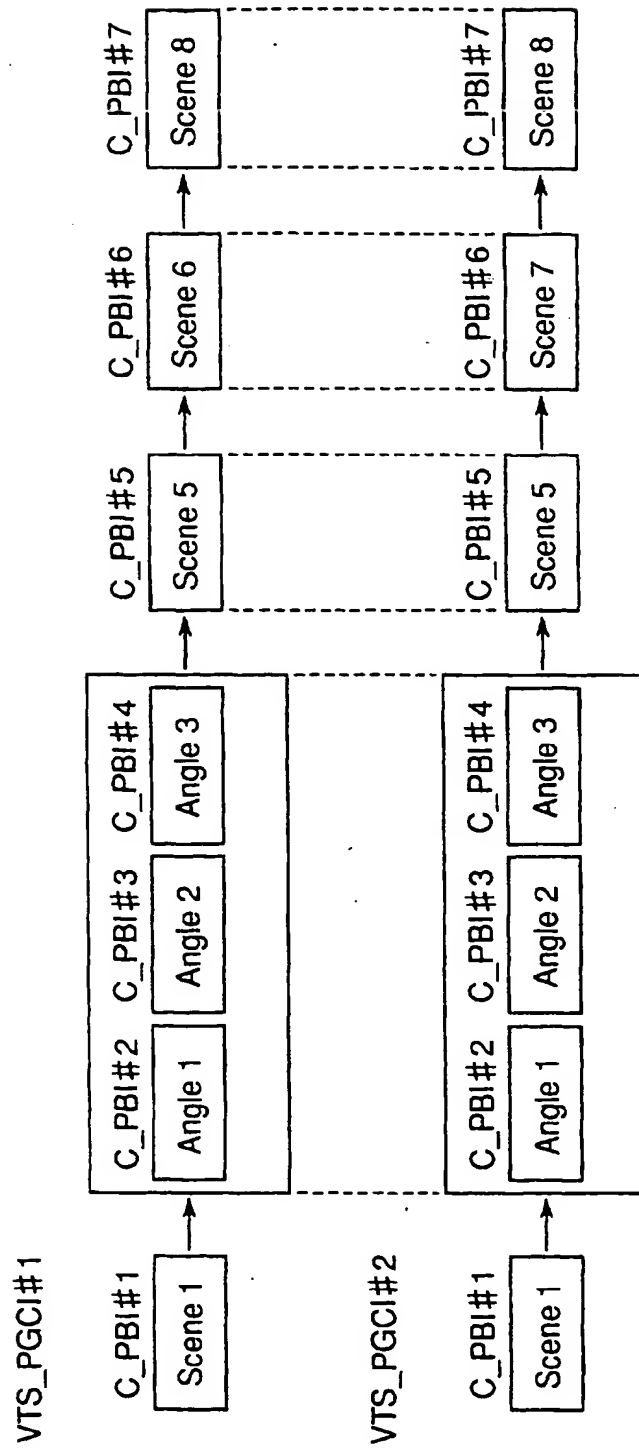 VTS_PGCI#1
C_PBI#1
Scene 1
C_PBI#2
Angle 1
C_PBI#3
Angle 2
C_PBI#4
Angle 3
C_PBI#5
Scene 5
C_PBI#6
Scene 6
C_PBI#7
Scene 8
VTS_PGCI#2
C_PBI#1
Scene 1
C_PBI#2
Angle 1
C_PBI#3
Angle 2
C_PBI#4
Angle 3
C_PBI#5
Scene 5
C_PBI#6
Scene 7
C_PBI#7
Scene 8